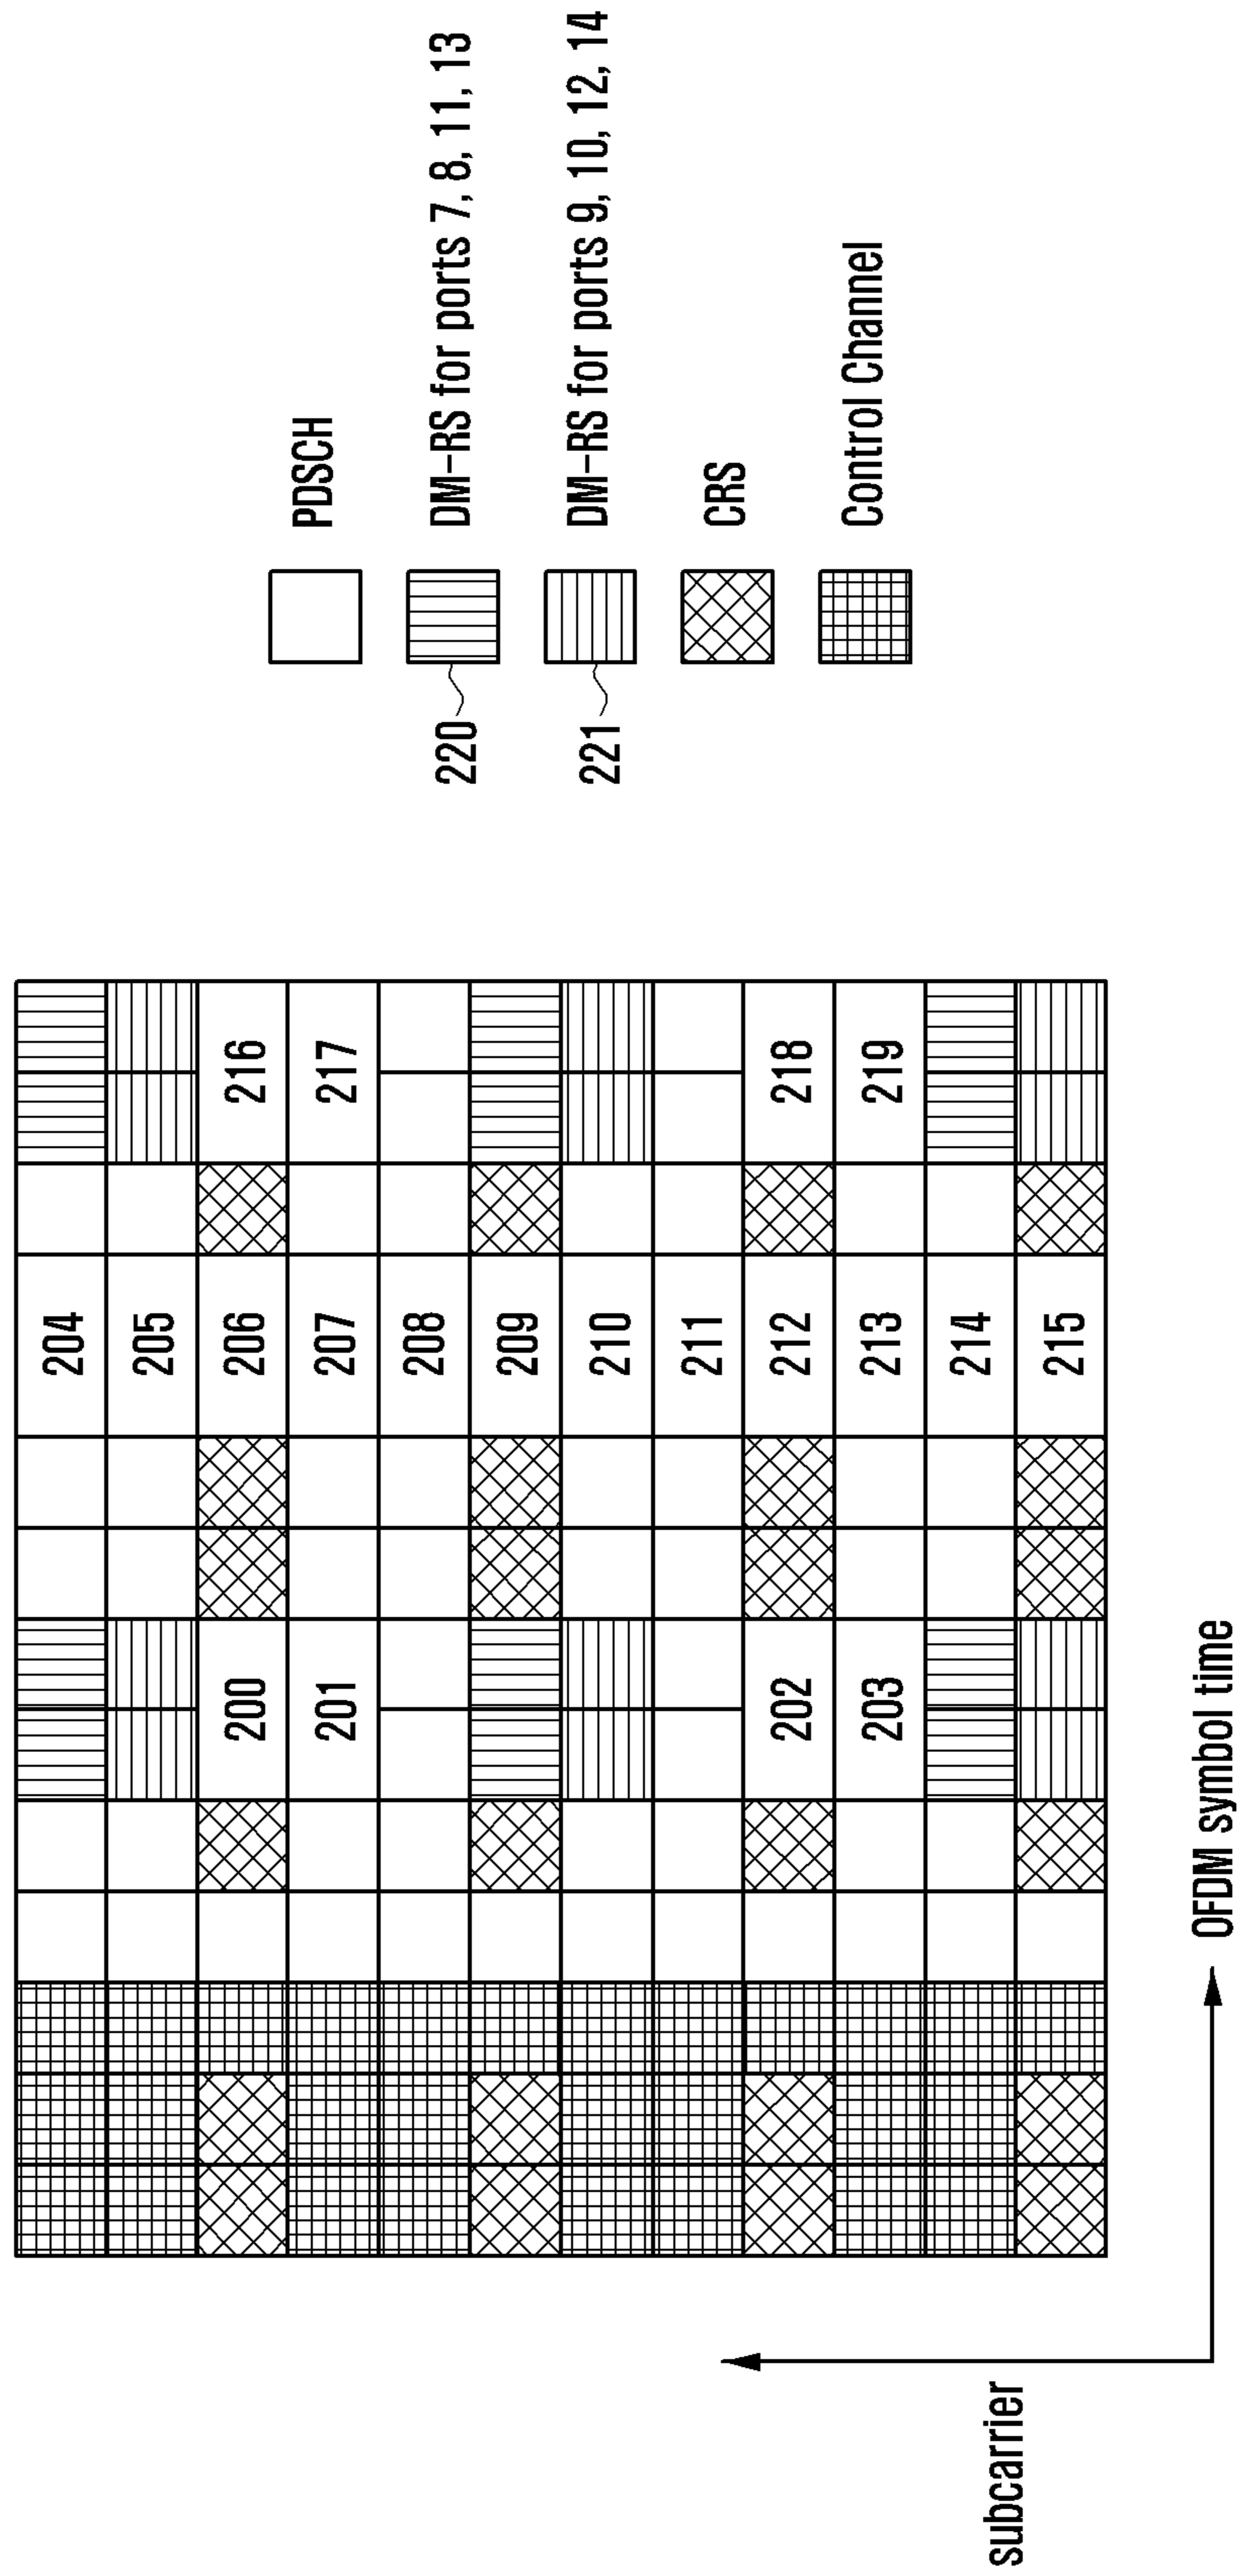 204
205
200 206 216
201 207 217
208
209
210
211
202 212 218
203 213 219
214
215
subcarrier
OFDM symbol time
PDSCH
220 DM-RS for ports 7, 8, 11, 13
221 DM-RS for ports 9, 10, 12, 14
CRS
Control Channel